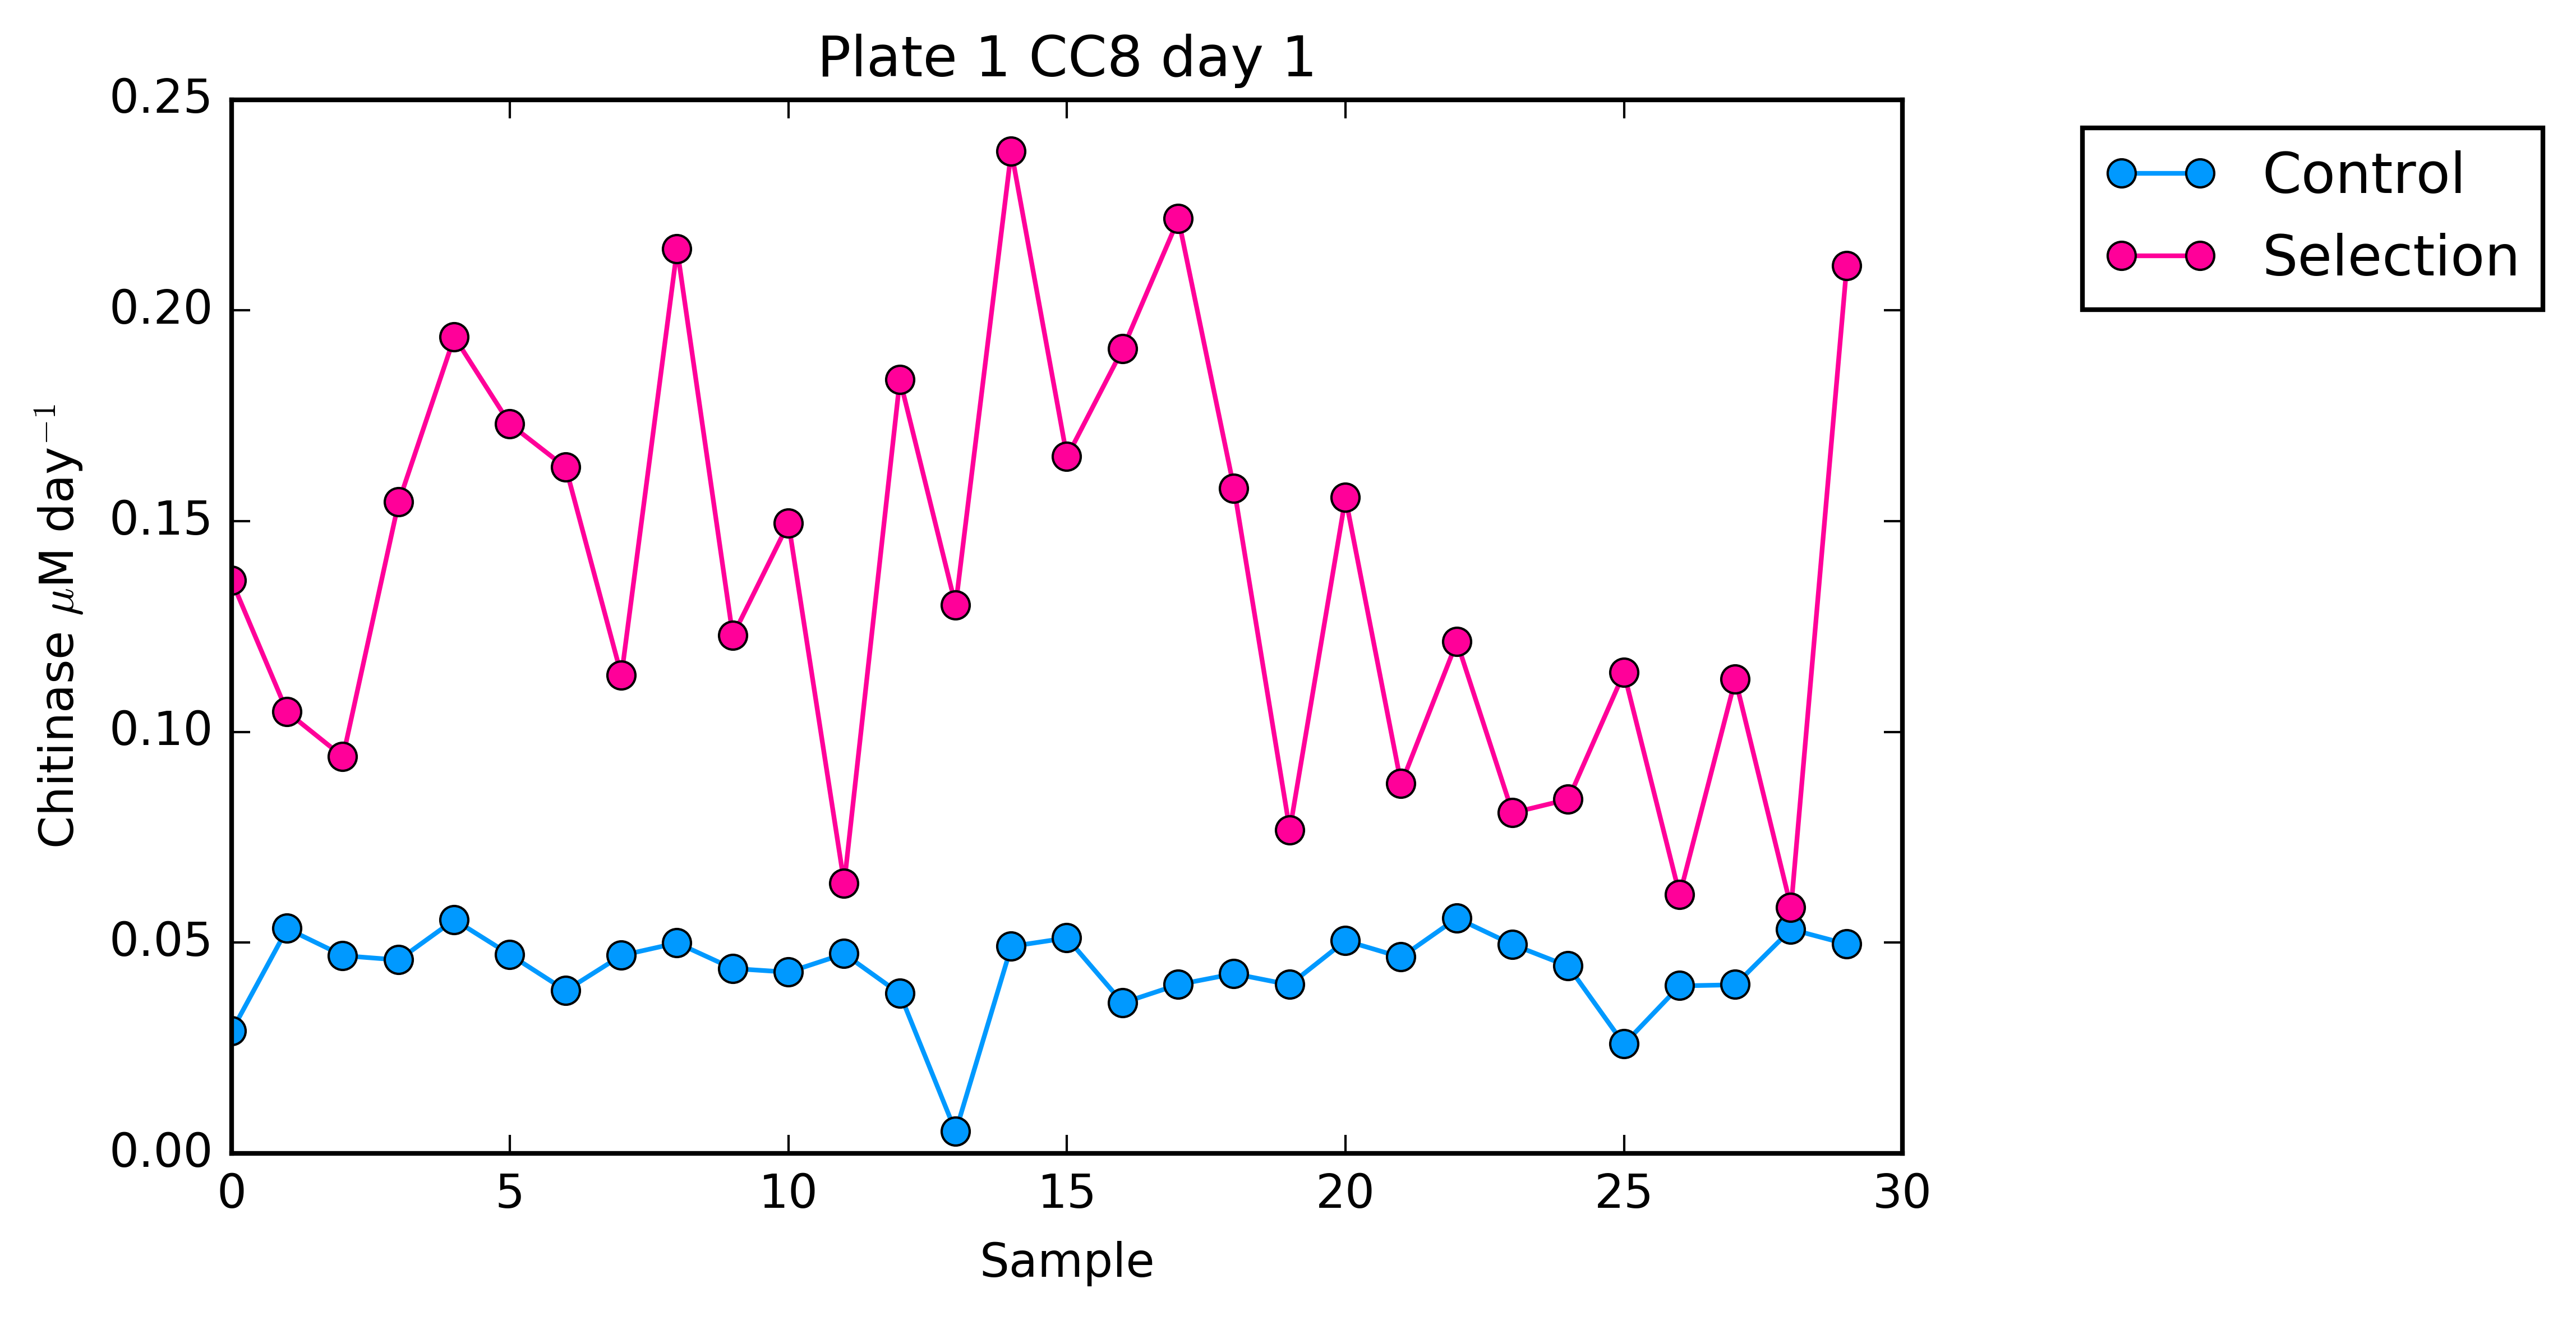 Plate 1 CC8 day 1
0.25
0.20
0.15
0.10
0.05
0.00
Chitinase μM day⁻¹
0 5 10 15 20 25 30
Sample
Control
Selection